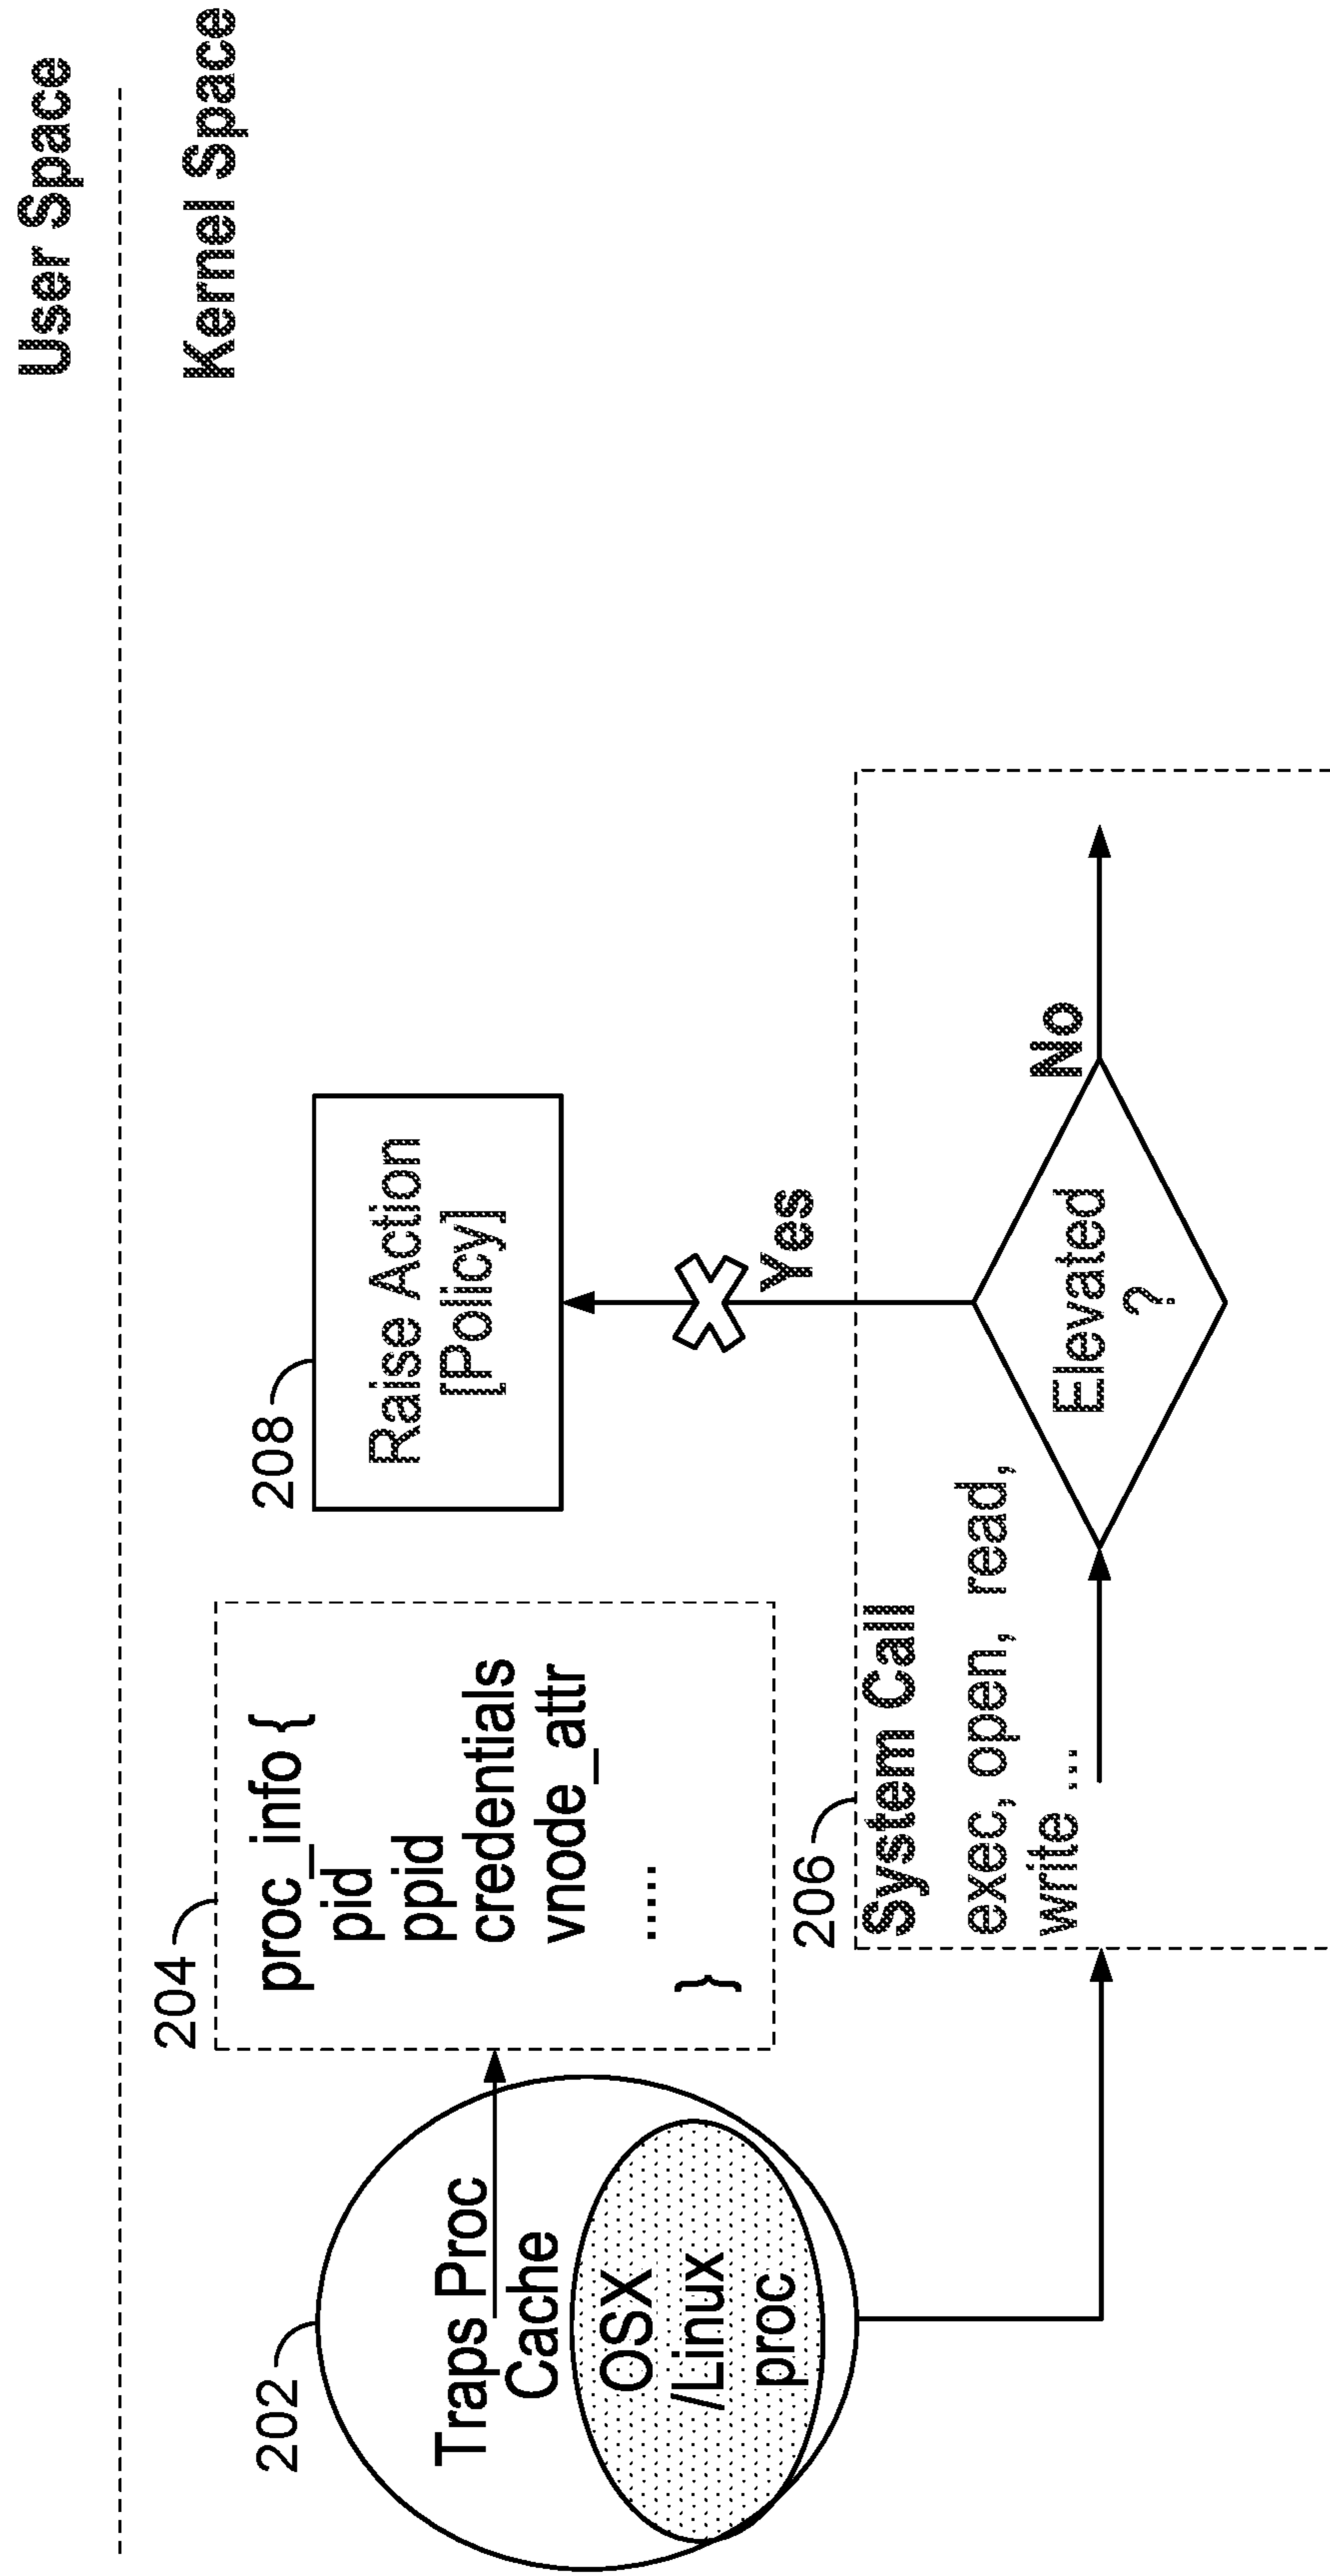 User Space
Kernel Space
202
Traps Proc
Cache
OSX
/Linux
proc
204
proc_info {
pid
ppid
credentials
vnode_attr
....
}
208
Raise Action
[Policy]
Yes
206
System Call
exec, open, read,
write ...
Elevated
?
No